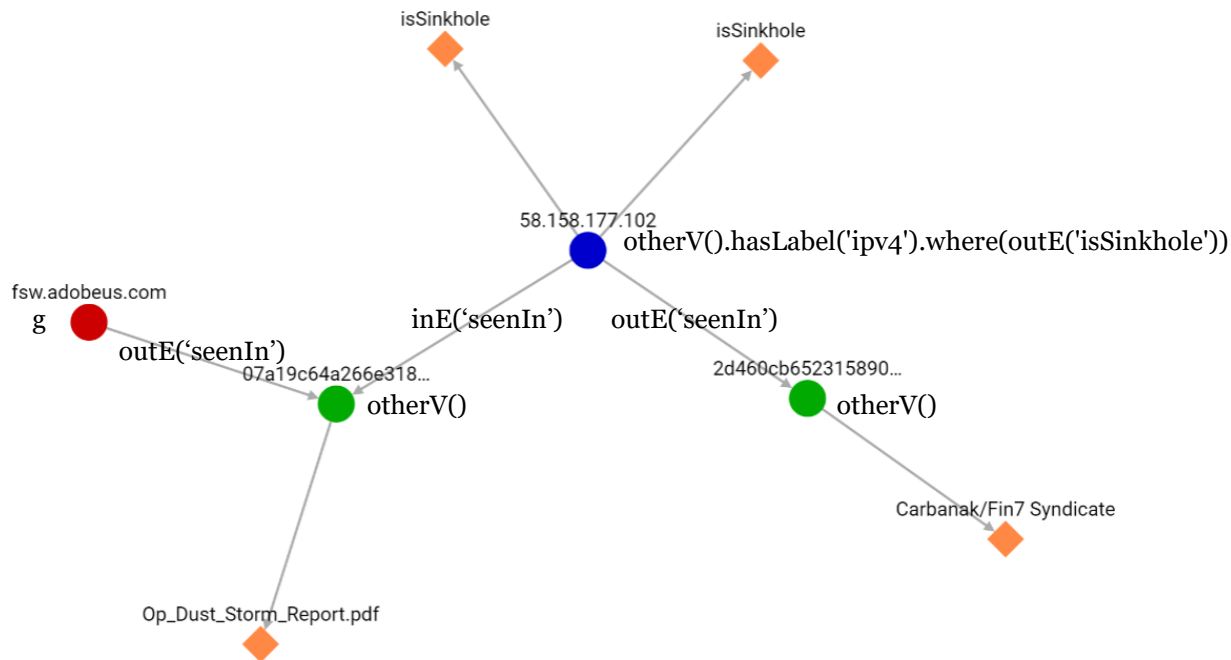 isSinkhole
isSinkhole
58.158.177.102
otherV().hasLabel('ipv4').where(outE('isSinkhole'))
fsw.adobeus.com
g
inE(‘seenIn’)
outE(‘seenIn’)
outE(‘seenIn’)
07a19c64a266e318...
2d460cb652315890...
otherV()
otherV()
Carbanak/Fin7 Syndicate
Op_Dust_Storm_Report.pdf